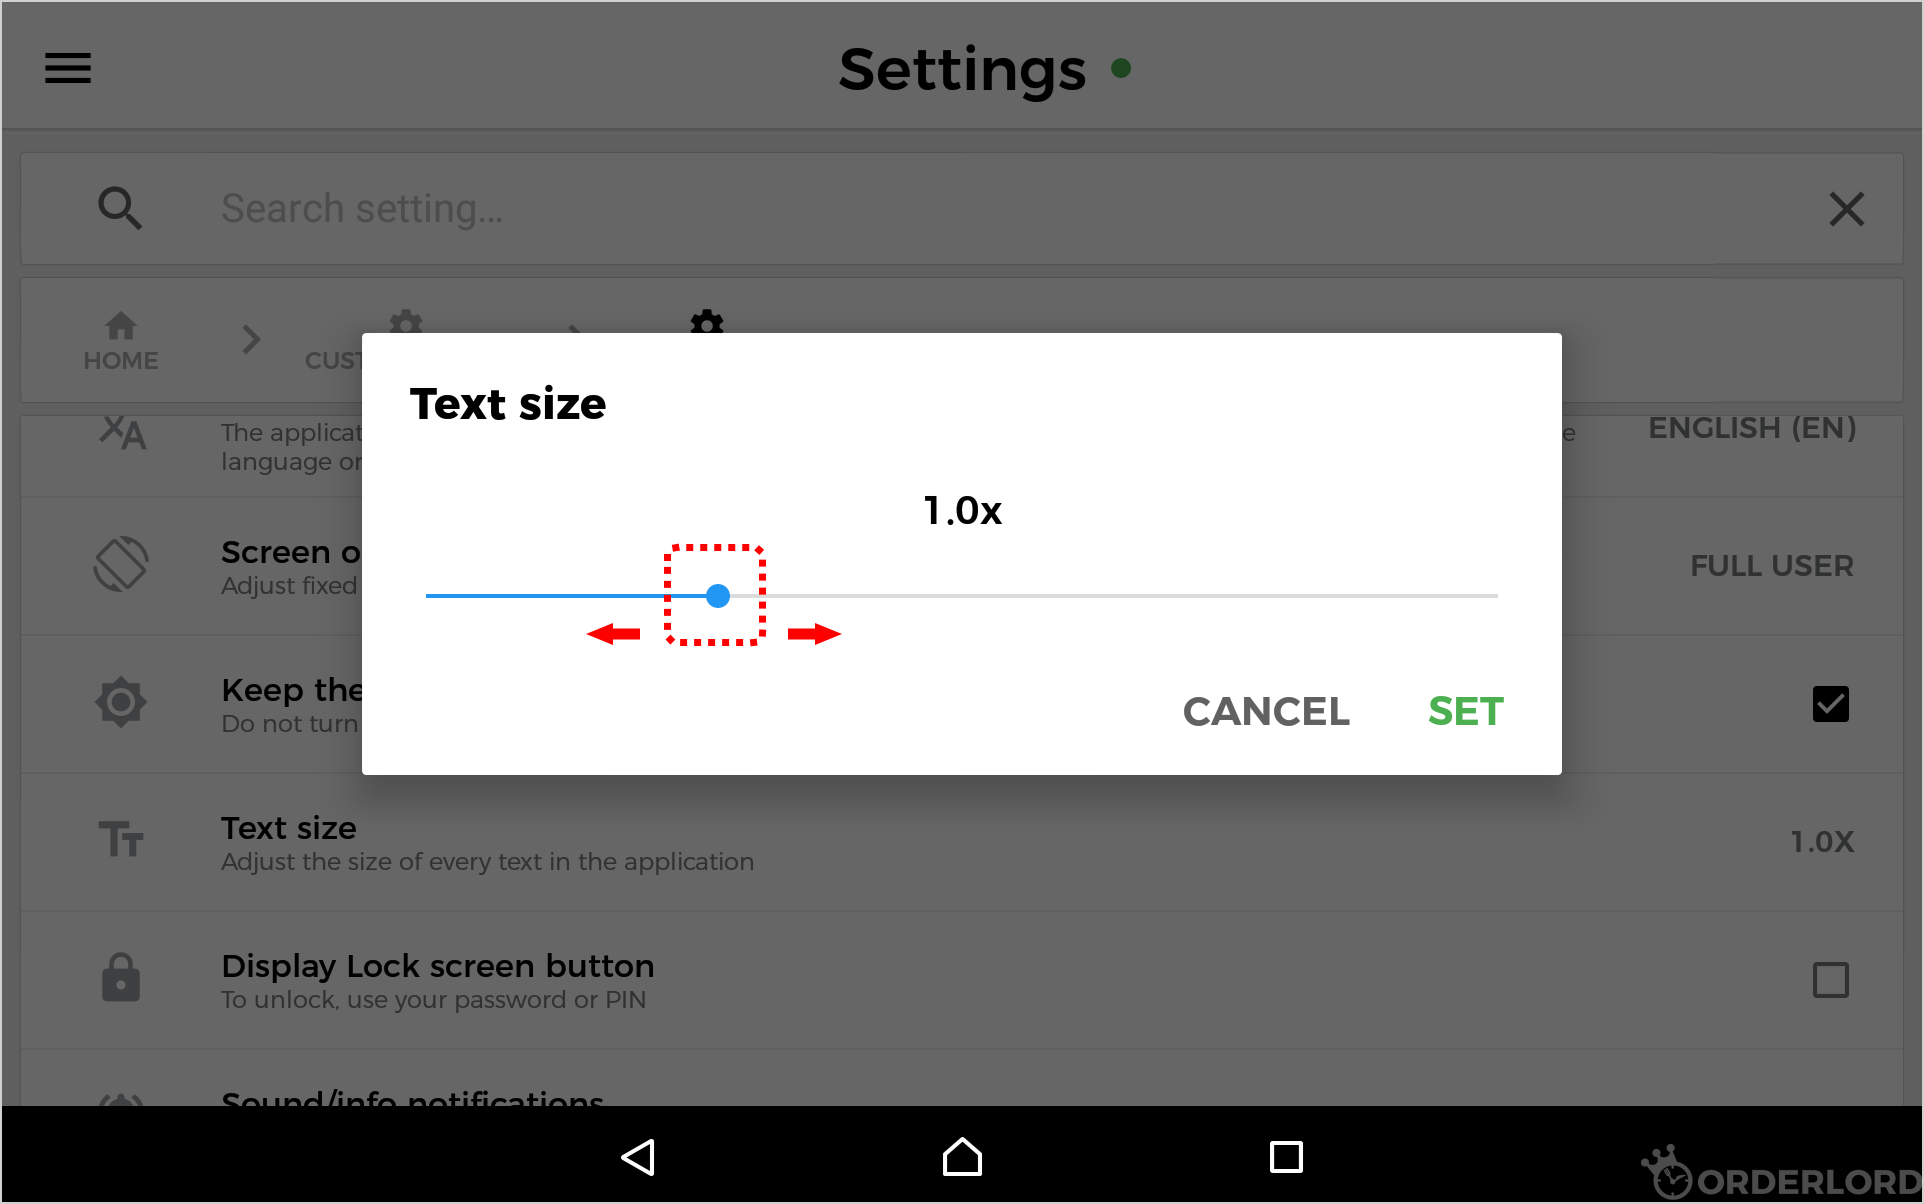 Settings
Search setting...
HOME
CUST
Text size
The applicat
e
ENGLISH (EN)
language or
1.0x
Screen o
Adjust fixed
FULL USER
Keep the
Do not turn
CANCEL
SET
Text size
Adjust the size of every text in the application
1.0X
Display Lock screen button
To unlock, use your password or PIN
Sound/info notifications
ORDERLORD